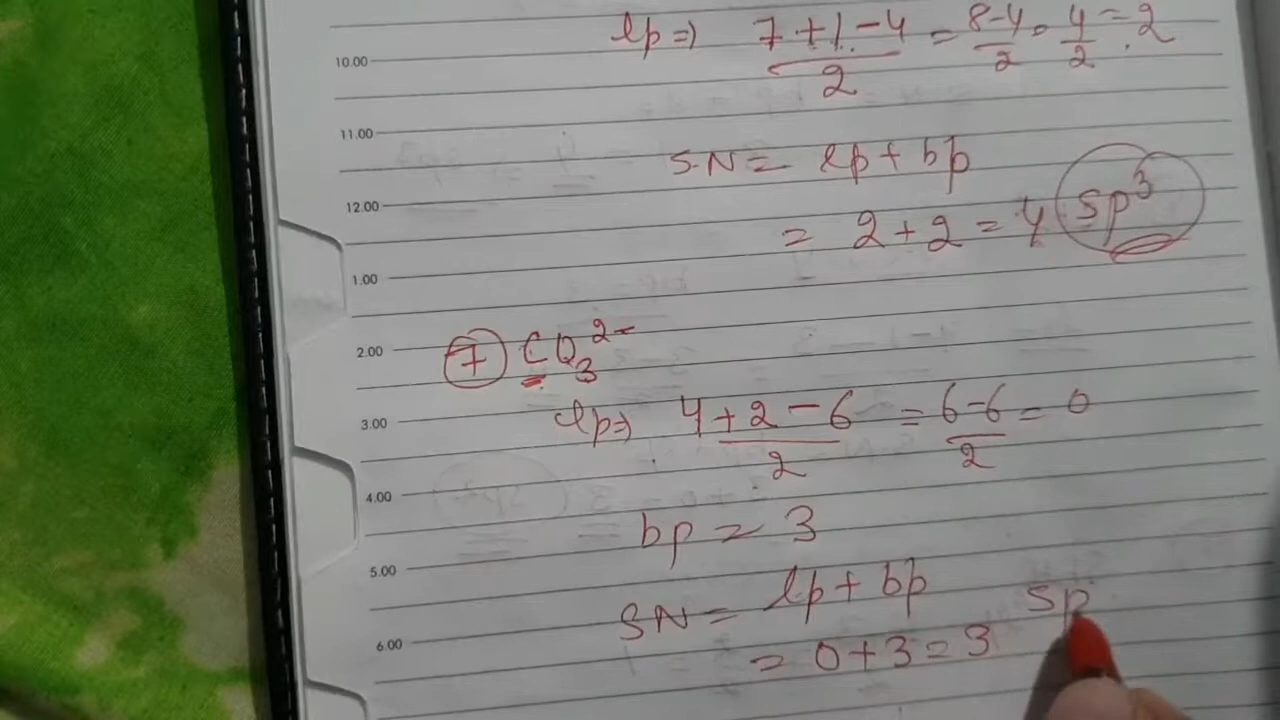 lp ⇒ 7+1-4/2 = 8-4/2 = 4/2 = 2
10.00
11.00
S.N = lp + bp
12.00
= 2 + 2 = 4 sp³
1.00
2.00
7 CO₃²⁻
3.00
lp ⇒ 4+2-6/2 = 6-6/2 = 0
4.00
bp = 3
5.00
SN = lp + bp
6.00
= 0 + 3 = 3 sp